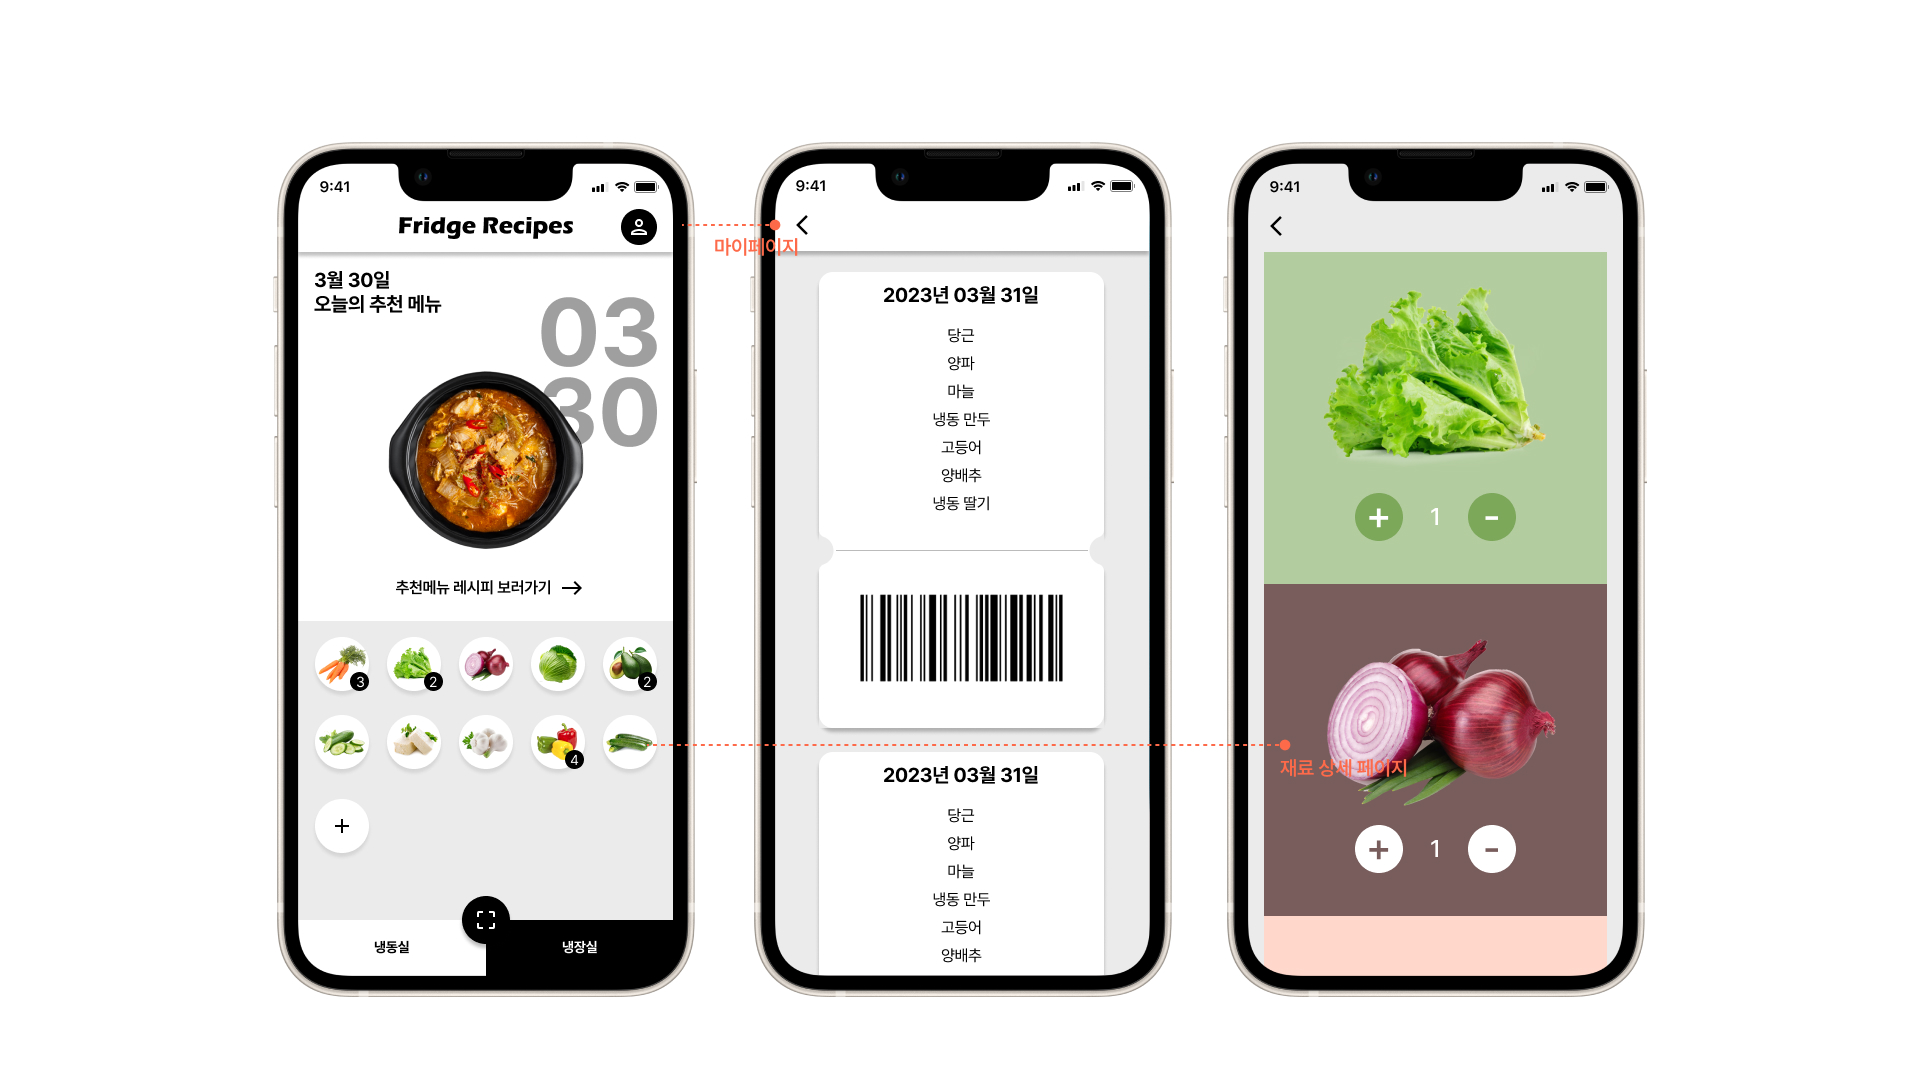 9:41
Fridge Recipes
3월 30일
오늘의 추천 메뉴
03
30
추천메뉴 레시피 보러가기
3
2
2
4
+
냉동실
냉장실
마이페이지
9:41
2023년 03월 31일
당근
양파
마늘
냉동 만두
고등어
양배추
냉동 딸기
2023년 03월 31일
당근
양파
마늘
냉동 만두
고등어
양배추
9:41
+ 1 -
재료 상세 페이지
+ 1 -